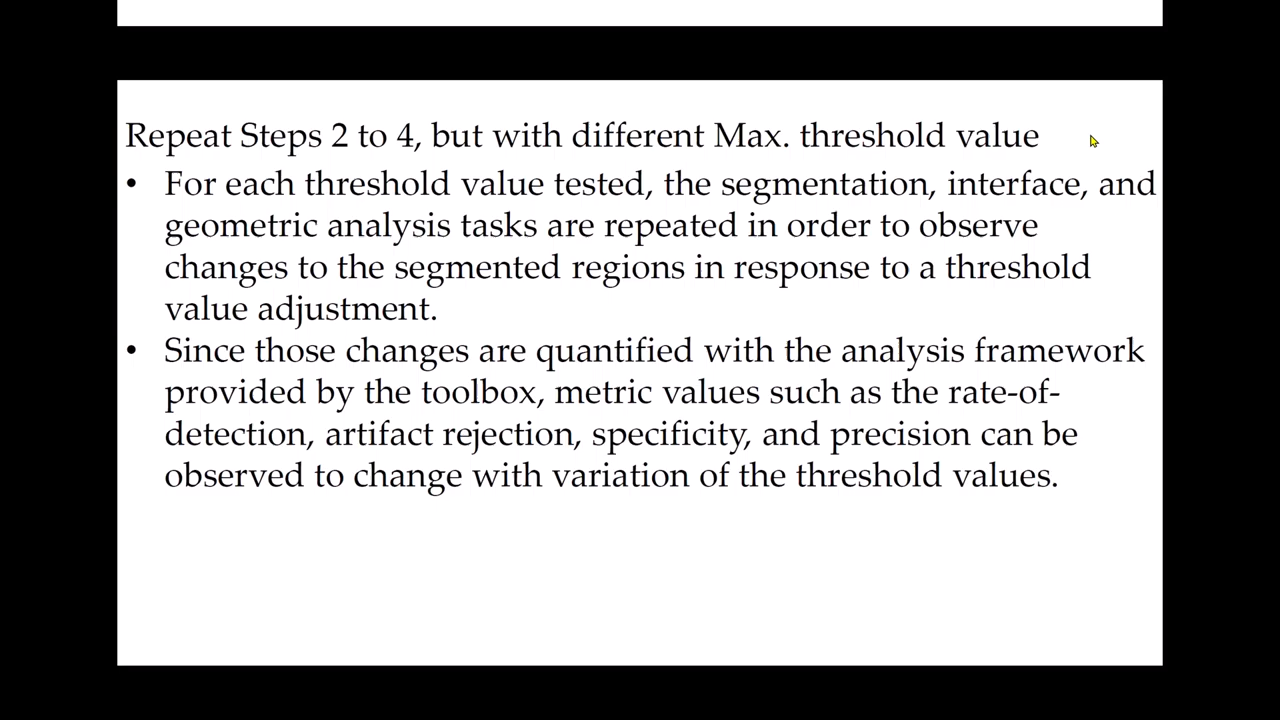 Repeat Steps 2 to 4, but with different Max. threshold value
• For each threshold value tested, the segmentation, interface, and
geometric analysis tasks are repeated in order to observe
changes to the segmented regions in response to a threshold
value adjustment.
• Since those changes are quantified with the analysis framework
provided by the toolbox, metric values such as the rate-of-
detection, artifact rejection, specificity, and precision can be
observed to change with variation of the threshold values.